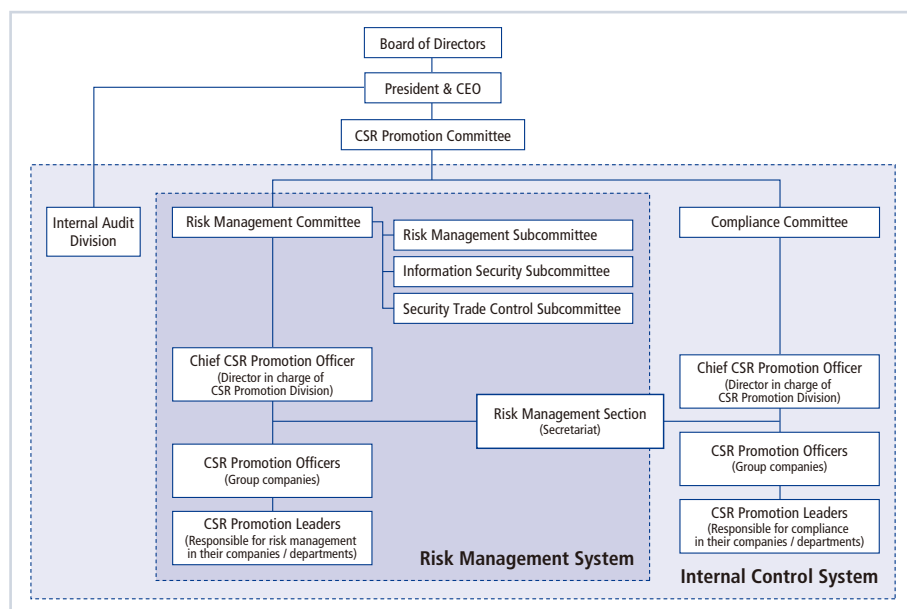 Board of Directors
President & CEO
CSR Promotion Committee
Internal Audit
Division
Risk Management Committee
Risk Management Subcommittee
Information Security Subcommittee
Security Trade Control Subcommittee
Compliance Committee
Chief CSR Promotion Officer
(Director in charge of
CSR Promotion Division)
Chief CSR Promotion Officer
(Director in charge of
CSR Promotion Division)
Risk Management Section
(Secretariat)
CSR Promotion Officers
(Group companies)
CSR Promotion Officers
(Group companies)
CSR Promotion Leaders
(Responsible for risk management
in their companies / departments)
CSR Promotion Leaders
(Responsible for compliance
in their companies / departments)
Risk Management System
Internal Control System